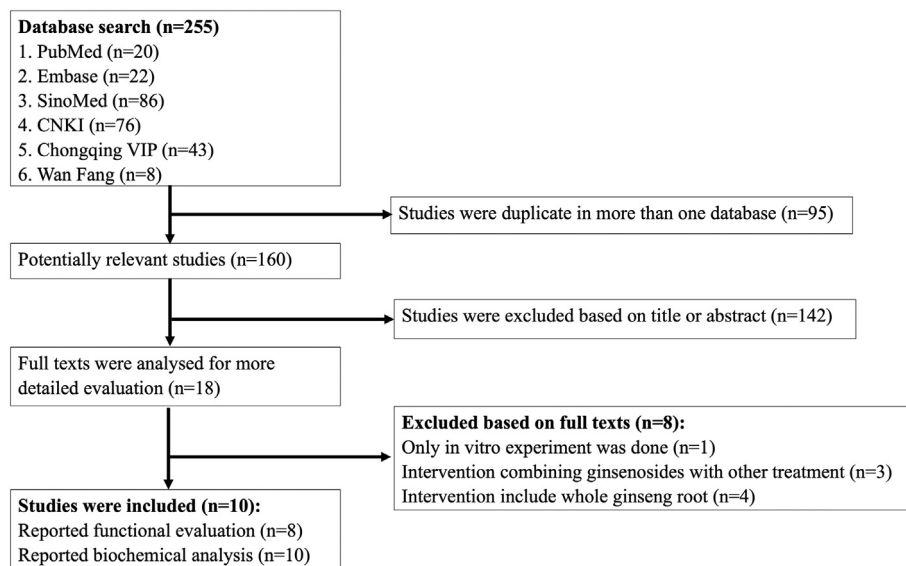 Database search (n=255)
1. PubMed (n=20)
2. Embase (n=22)
3. SinoMed (n=86)
4. CNKI (n=76)
5. Chongqing VIP (n=43)
6. Wan Fang (n=8)
Studies were duplicate in more than one database (n=95)
Potentially relevant studies (n=160)
Studies were excluded based on title or abstract (n=142)
Full texts were analysed for more
detailed evaluation (n=18)
Excluded based on full texts (n=8):
Only in vitro experiment was done (n=1)
Intervention combining ginsenosides with other treatment (n=3)
Intervention include whole ginseng root (n=4)
Studies were included (n=10):
Reported functional evaluation (n=8)
Reported biochemical analysis (n=10)